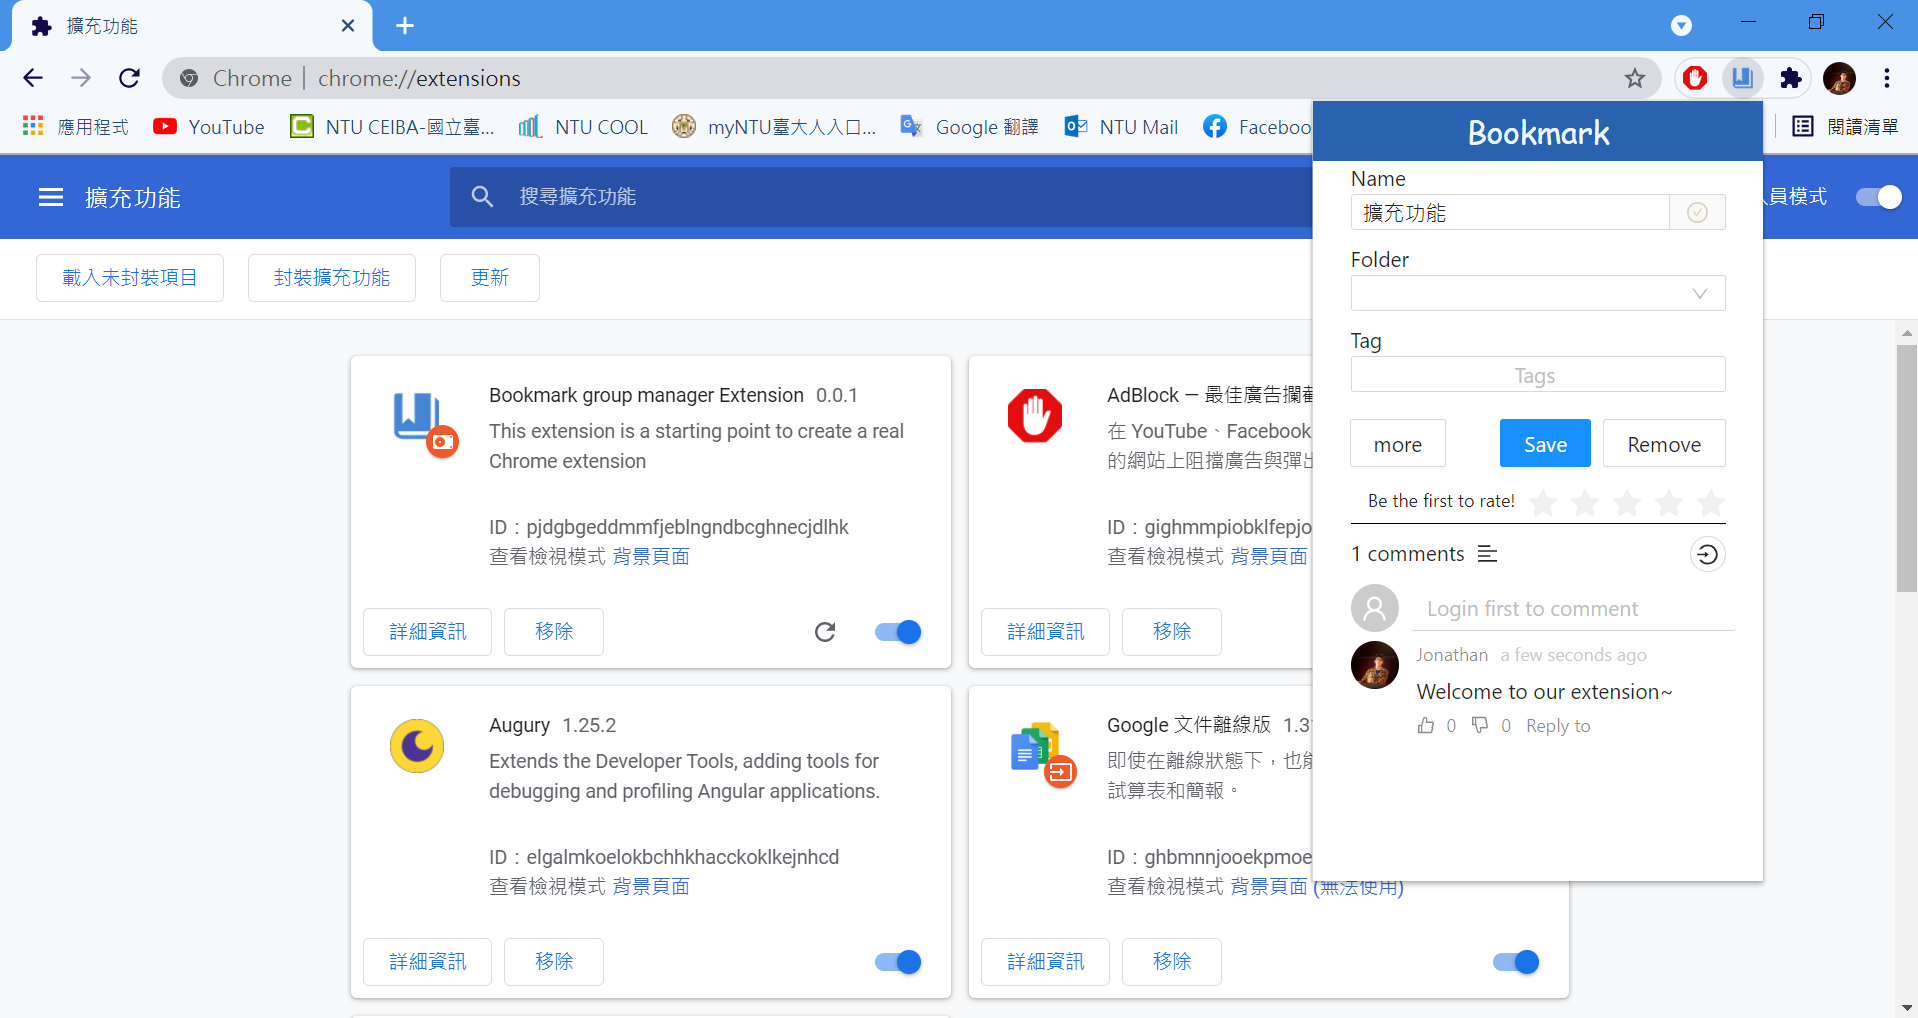 擴充功能
Chrome | chrome://extensions
應用程式 YouTube NTU CEIBA-國立臺... NTU COOL myNTU臺大人入口... Google 翻譯 NTU Mail Faceboo 閱讀清單
擴充功能 搜尋擴充功能 員模式
載入未封裝項目 封裝擴充功能 更新
Bookmark group manager Extension 0.0.1
This extension is a starting point to create a real
Chrome extension
ID：pjdgbgeddmmfjeblngndbcghnecjdlhk
查看檢視模式 背景頁面
詳細資訊 移除
AdBlock — 最佳廣告攔截
在 YouTube、Facebook
的網站上阻擋廣告與彈出
ID：gighmmpiobklfepjo
查看檢視模式 背景頁面
詳細資訊 移除
Augury 1.25.2
Extends the Developer Tools, adding tools for
debugging and profiling Angular applications.
ID：elgalmkoelokbchhkhacckoklkejnhcd
查看檢視模式 背景頁面
詳細資訊 移除
Google 文件離線版 1.3
即使在離線狀態下，也能
試算表和簡報。
ID：ghbmnnjooekpmoe
查看檢視模式 背景頁面 (無法使用)
詳細資訊 移除
Bookmark
Name
擴充功能
Folder
Tag
Tags
more Save Remove
Be the first to rate!
1 comments
Login first to comment
Jonathan a few seconds ago
Welcome to our extension~
0 0 Reply to